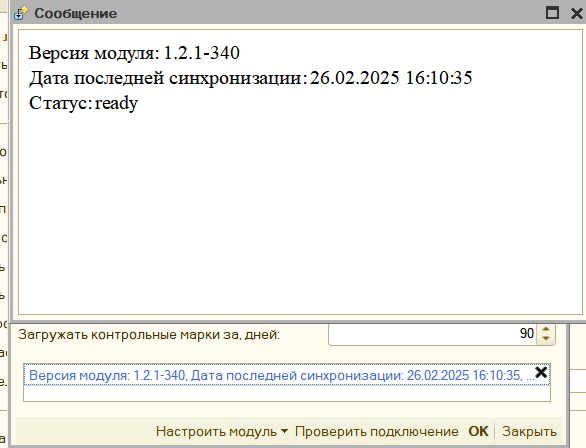 Сообщение
Версия модуля: 1.2.1-340
Дата последней синхронизации: 26.02.2025 16:10:35
Статус: ready
Загружать контрольные марки за, дней: 90
Версия модуля: 1.2.1-340, Дата последней синхронизации: 26.02.2025 16:10:35, ...
Настроить модуль Проверить подключение OK Закрыть